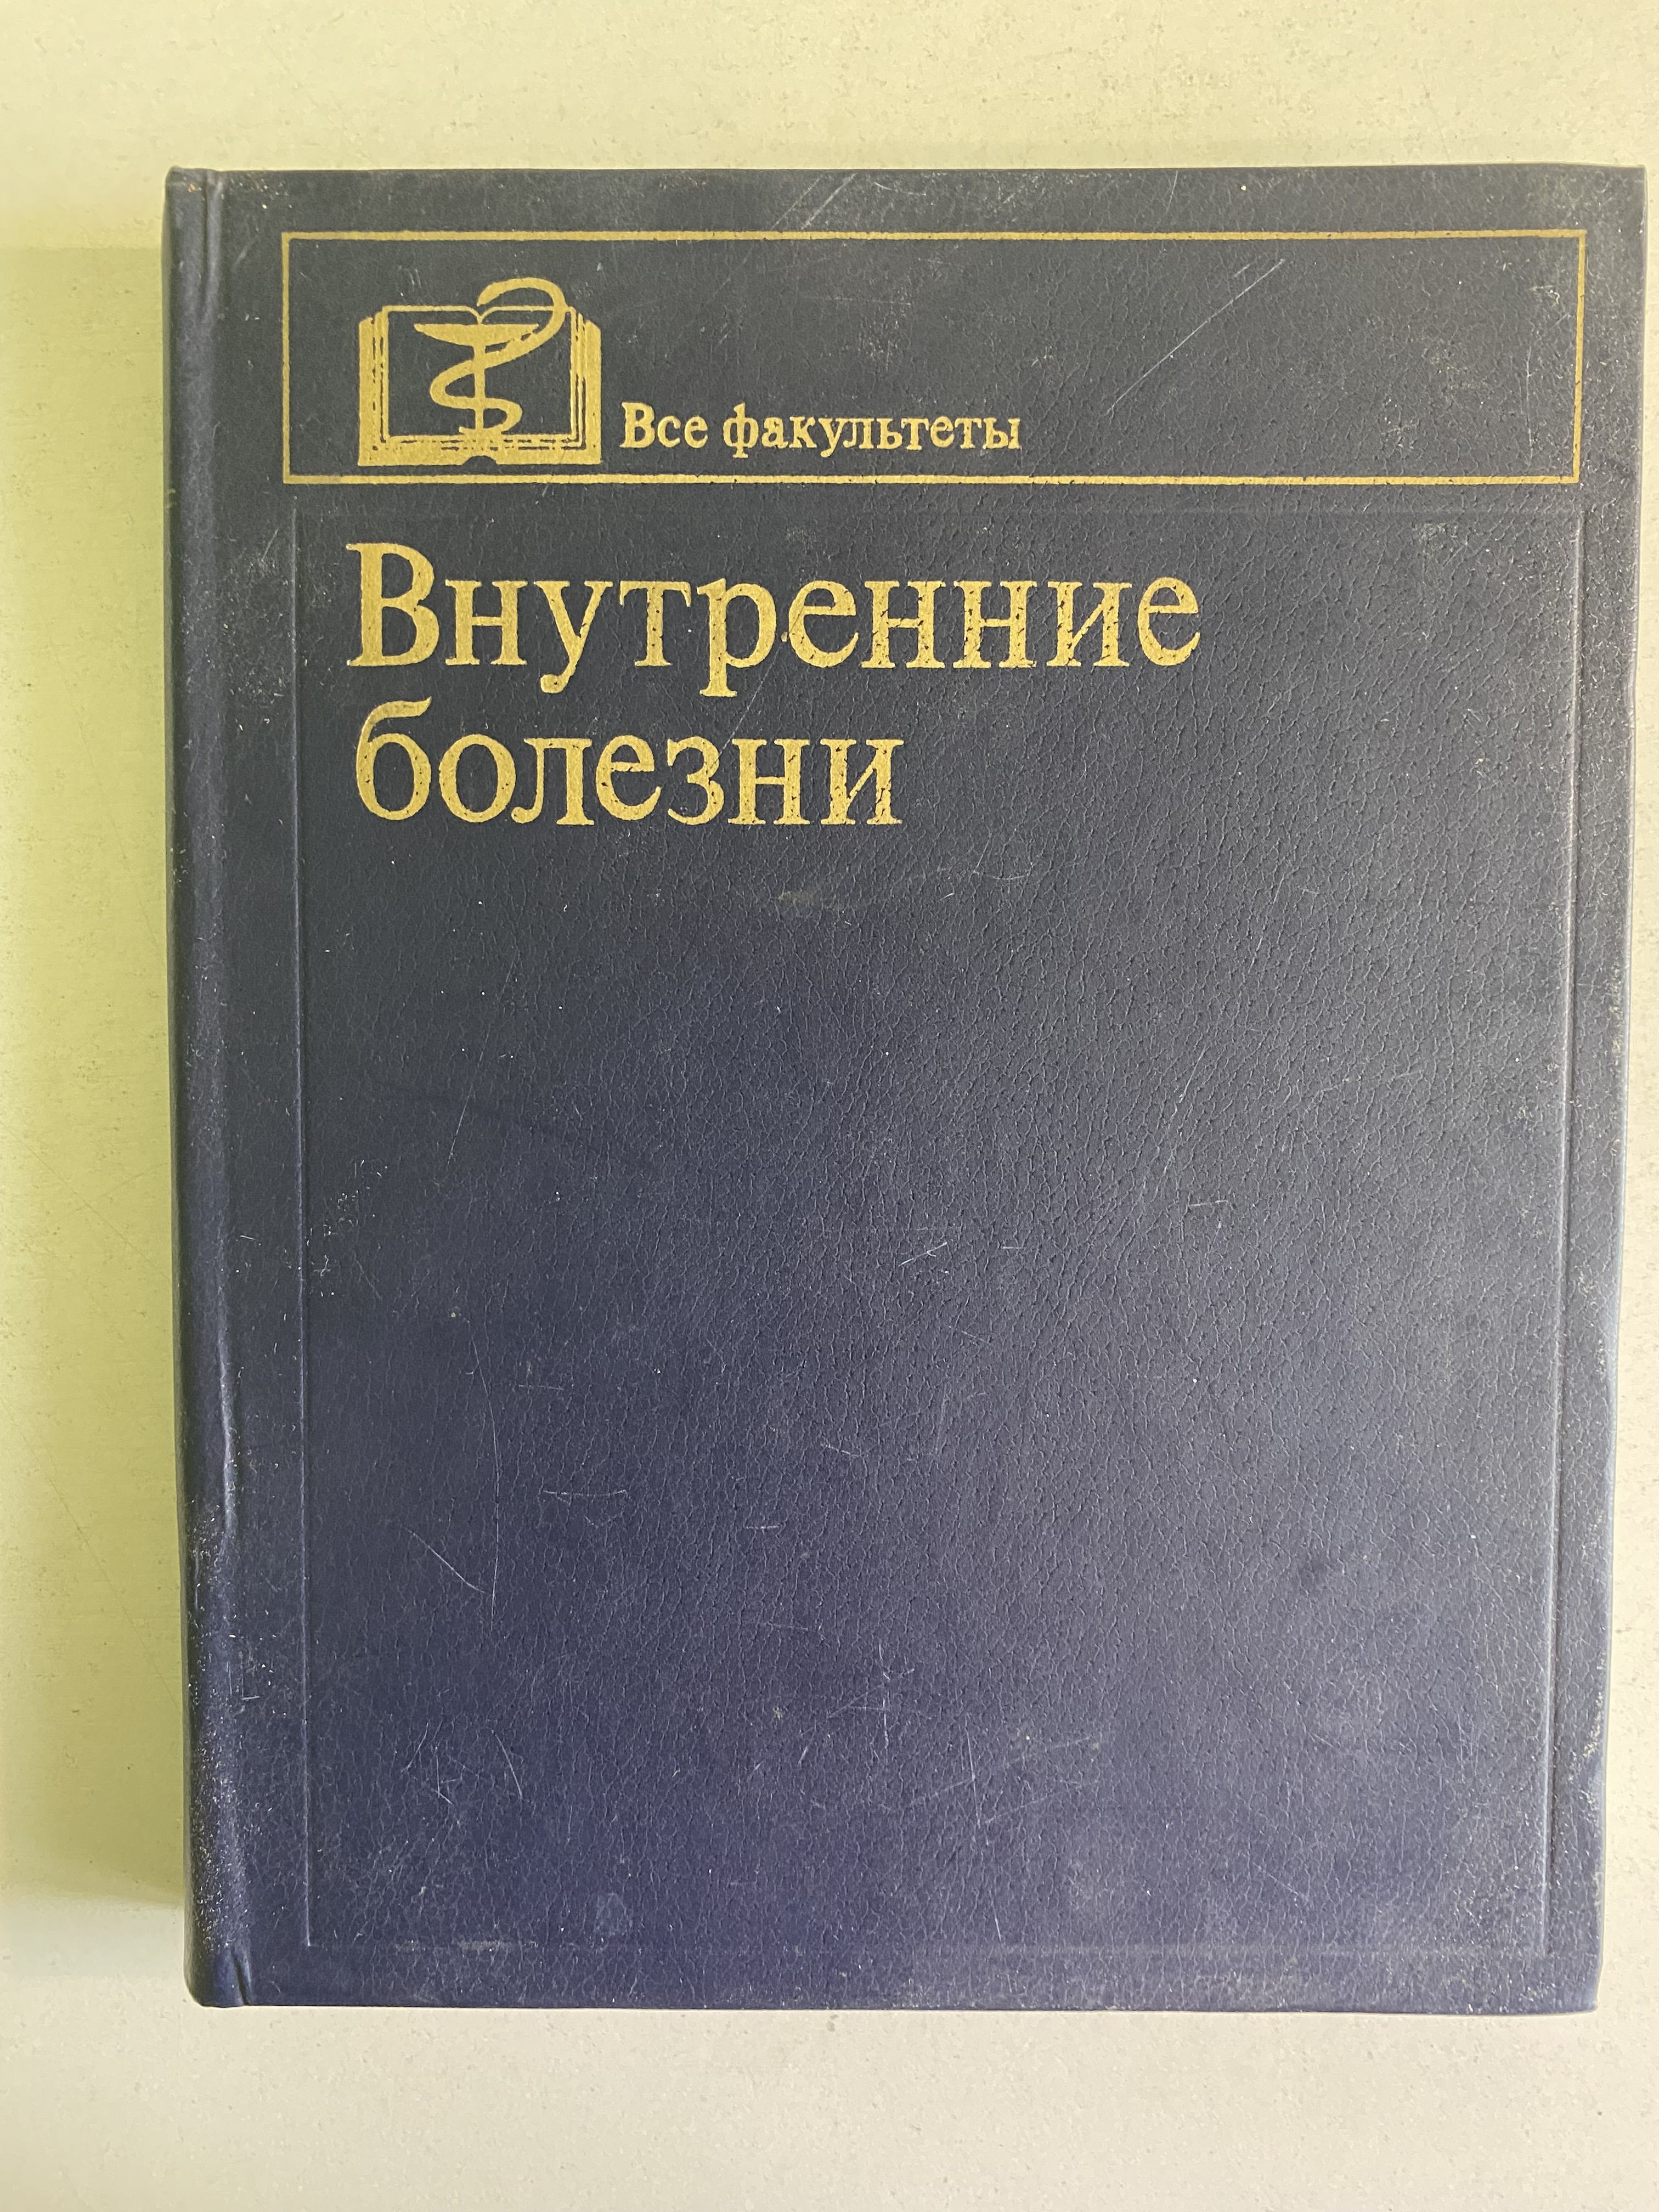 Все факультеты
Внутренние
болезни